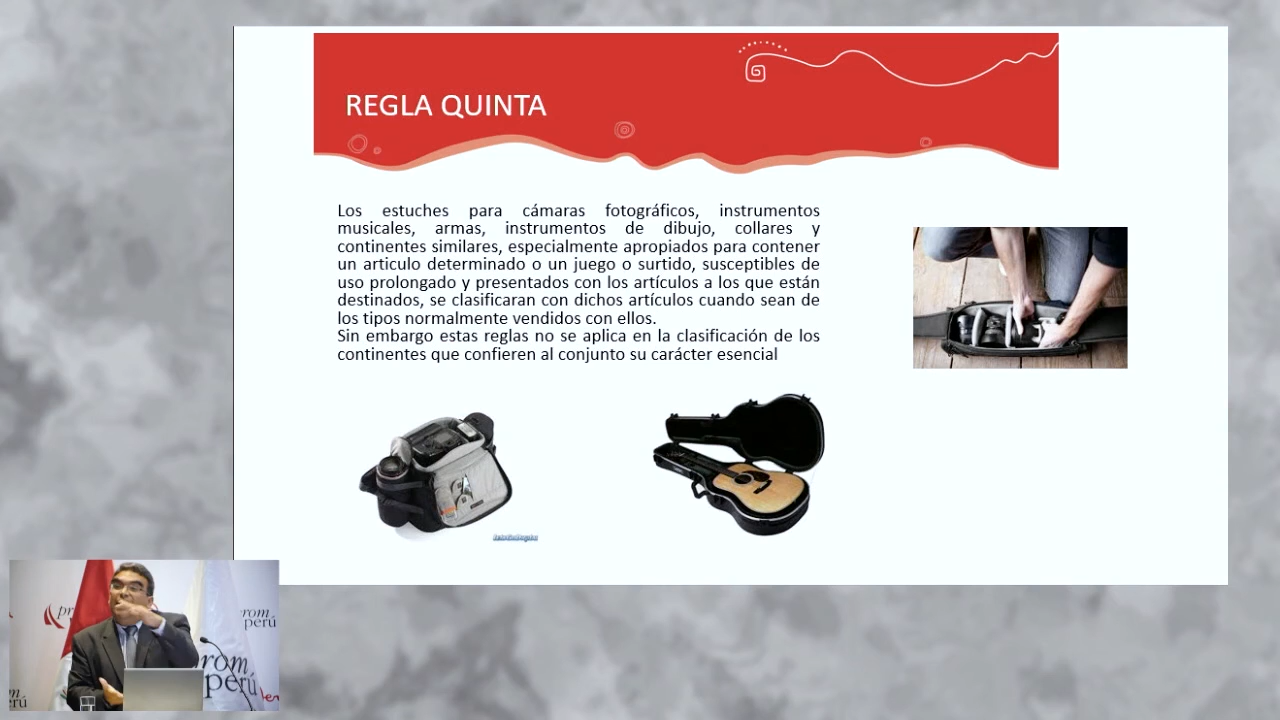 REGLA QUINTA
Los estuches para cámaras fotográficos, instrumentos
musicales, armas, instrumentos de dibujo, collares y
continentes similares, especialmente apropiados para contener
un articulo determinado o un juego o surtido, susceptibles de
uso prolongado y presentados con los artículos a los que están
destinados, se clasificaran con dichos artículos cuando sean de
los tipos normalmente vendidos con ellos.
Sin embargo estas reglas no se aplica en la clasificación de los
continentes que confieren al conjunto su carácter esencial
rom
perú
rom
perú